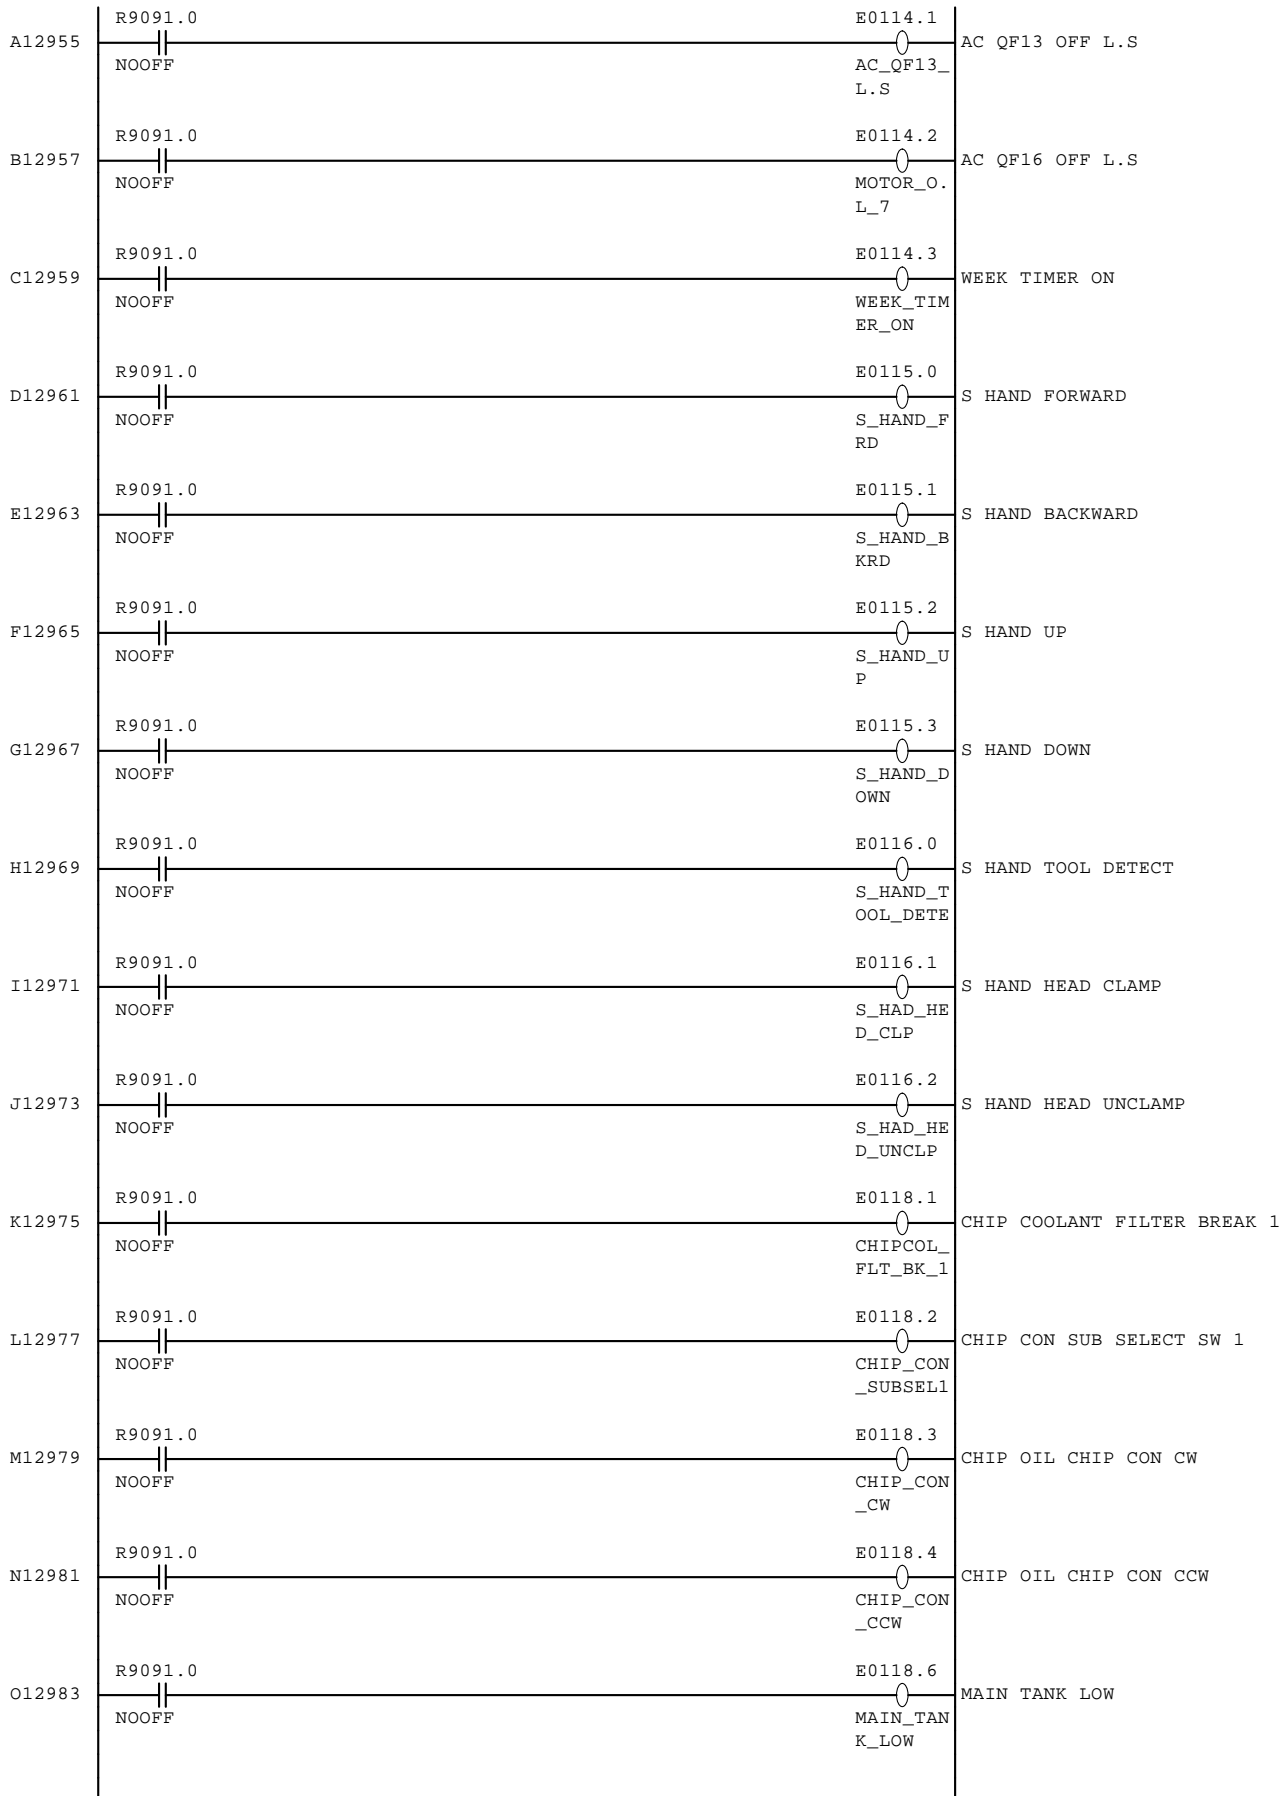 R9091.0 E0114.1
A12955 AC QF13 OFF L.S
NOOFF AC_QF13_
L.S
R9091.0 E0114.2
B12957 AC QF16 OFF L.S
NOOFF MOTOR_O.
L_7
R9091.0 E0114.3
C12959 WEEK TIMER ON
NOOFF WEEK_TIM
ER_ON
R9091.0 E0115.0
D12961 S HAND FORWARD
NOOFF S_HAND_F
RD
R9091.0 E0115.1
E12963 S HAND BACKWARD
NOOFF S_HAND_B
KRD
R9091.0 E0115.2
F12965 S HAND UP
NOOFF S_HAND_U
P
R9091.0 E0115.3
G12967 S HAND DOWN
NOOFF S_HAND_D
OWN
R9091.0 E0116.0
H12969 S HAND TOOL DETECT
NOOFF S_HAND_T
OOL_DETE
R9091.0 E0116.1
I12971 S HAND HEAD CLAMP
NOOFF S_HAD_HE
D_CLP
R9091.0 E0116.2
J12973 S HAND HEAD UNCLAMP
NOOFF S_HAD_HE
D_UNCLP
R9091.0 E0118.1
K12975 CHIP COOLANT FILTER BREAK 1
NOOFF CHIPCOL_
FLT_BK_1
R9091.0 E0118.2
L12977 CHIP CON SUB SELECT SW 1
NOOFF CHIP_CON
_SUBSEL1
R9091.0 E0118.3
M12979 CHIP OIL CHIP CON CW
NOOFF CHIP_CON
_CW
R9091.0 E0118.4
N12981 CHIP OIL CHIP CON CCW
NOOFF CHIP_CON
_CCW
R9091.0 E0118.6
O12983 MAIN TANK LOW
NOOFF MAIN_TAN
K_LOW